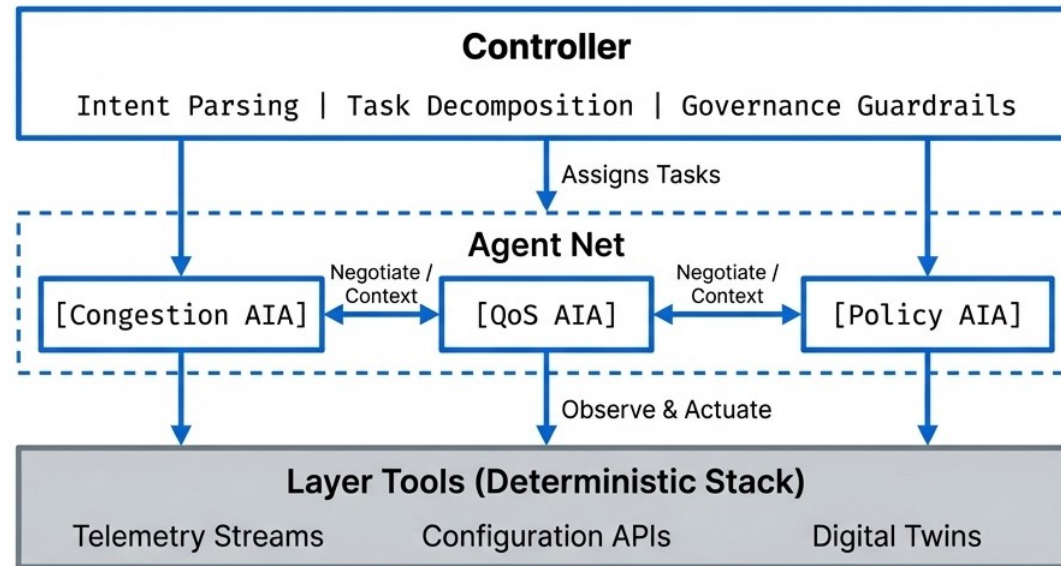 Controller
Intent Parsing | Task Decomposition | Governance Guardrails
Assigns Tasks
Agent Net
Negotiate /
Context
Negotiate /
Context
[Congestion AIA]
[QoS AIA]
[Policy AIA]
Observe & Actuate
Layer Tools (Deterministic Stack)
Telemetry Streams
Configuration APIs
Digital Twins